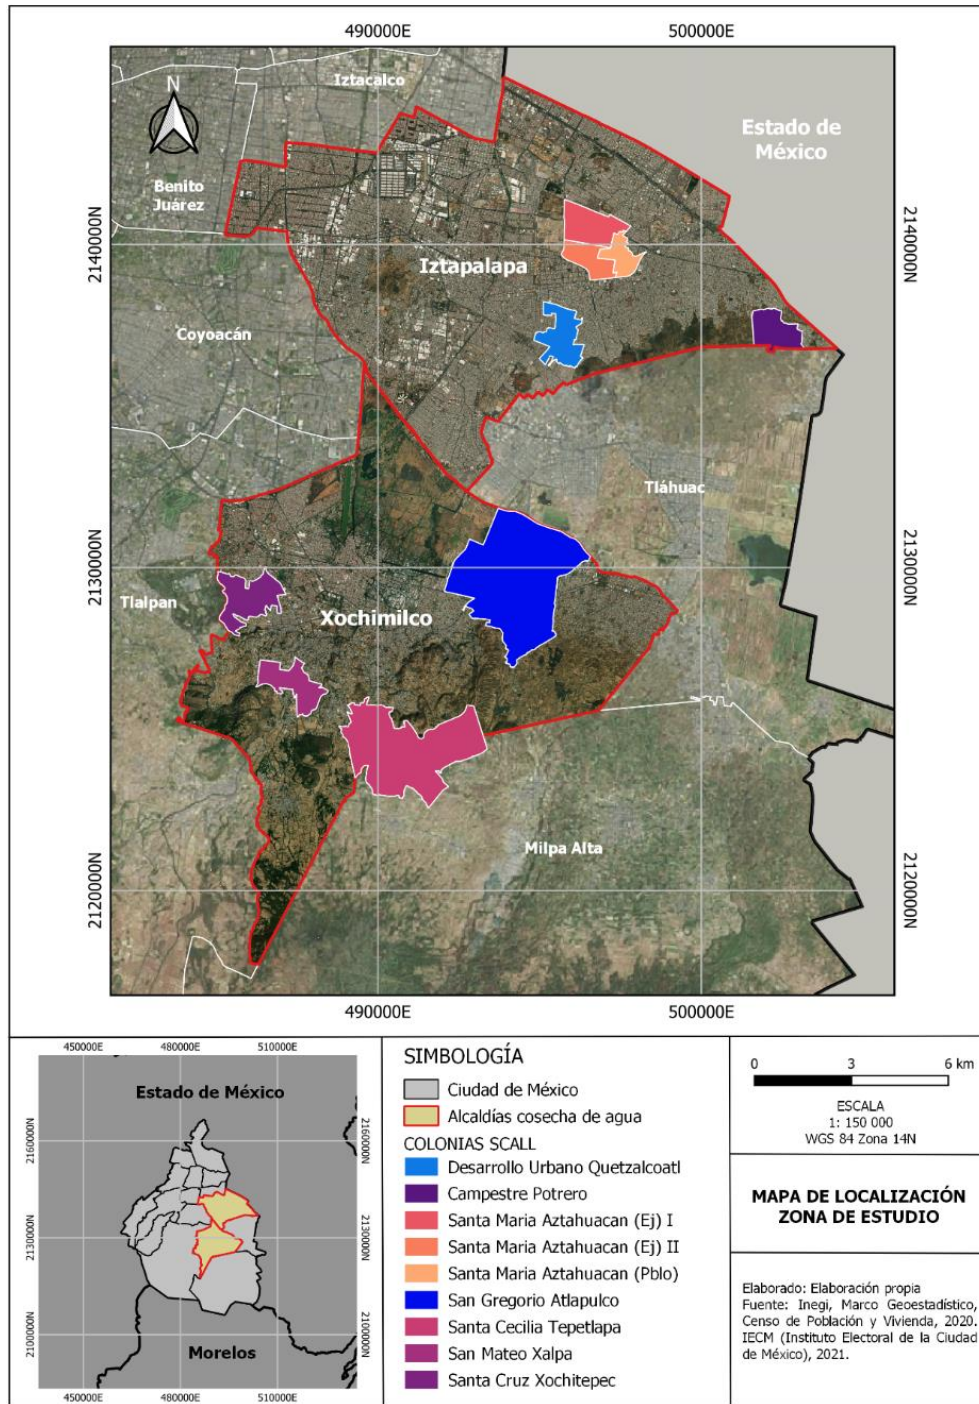 490000E
500000E
N
Iztacalco
Estado de
México
Benito
Juárez
2140000N
2140000N
Iztapalapa
Coyoacán
Tláhuac
2130000N
2130000N
Tlalpan
Xochimilco
Milpa Alta
2120000N
2120000N
490000E
500000E
450000E
480000E
510000E
Estado de México
2160000N
2160000N
2130000N
2130000N
2100000N
2100000N
Morelos
450000E
480000E
510000E
SIMBOLOGÍA
Ciudad de México
Alcaldías cosecha de agua
COLONIAS SCALL
Desarrollo Urbano Quetzalcoatl
Campestre Potrero
Santa Maria Aztahuacan (Ej) I
Santa Maria Aztahuacan (Ej) II
Santa Maria Aztahuacan (Pblo)
San Gregorio Atlapulco
Santa Cecilia Tepetlapa
San Mateo Xalpa
Santa Cruz Xochitepec
0 3 6 km
ESCALA
1: 150 000
WGS 84 Zona 14N
MAPA DE LOCALIZACIÓN
ZONA DE ESTUDIO
Elaborado: Elaboración propia
Fuente: Inegi, Marco Geoestadístico,
Censo de Población y Vivienda, 2020.
IECM (Instituto Electoral de la Ciudad
de México), 2021.